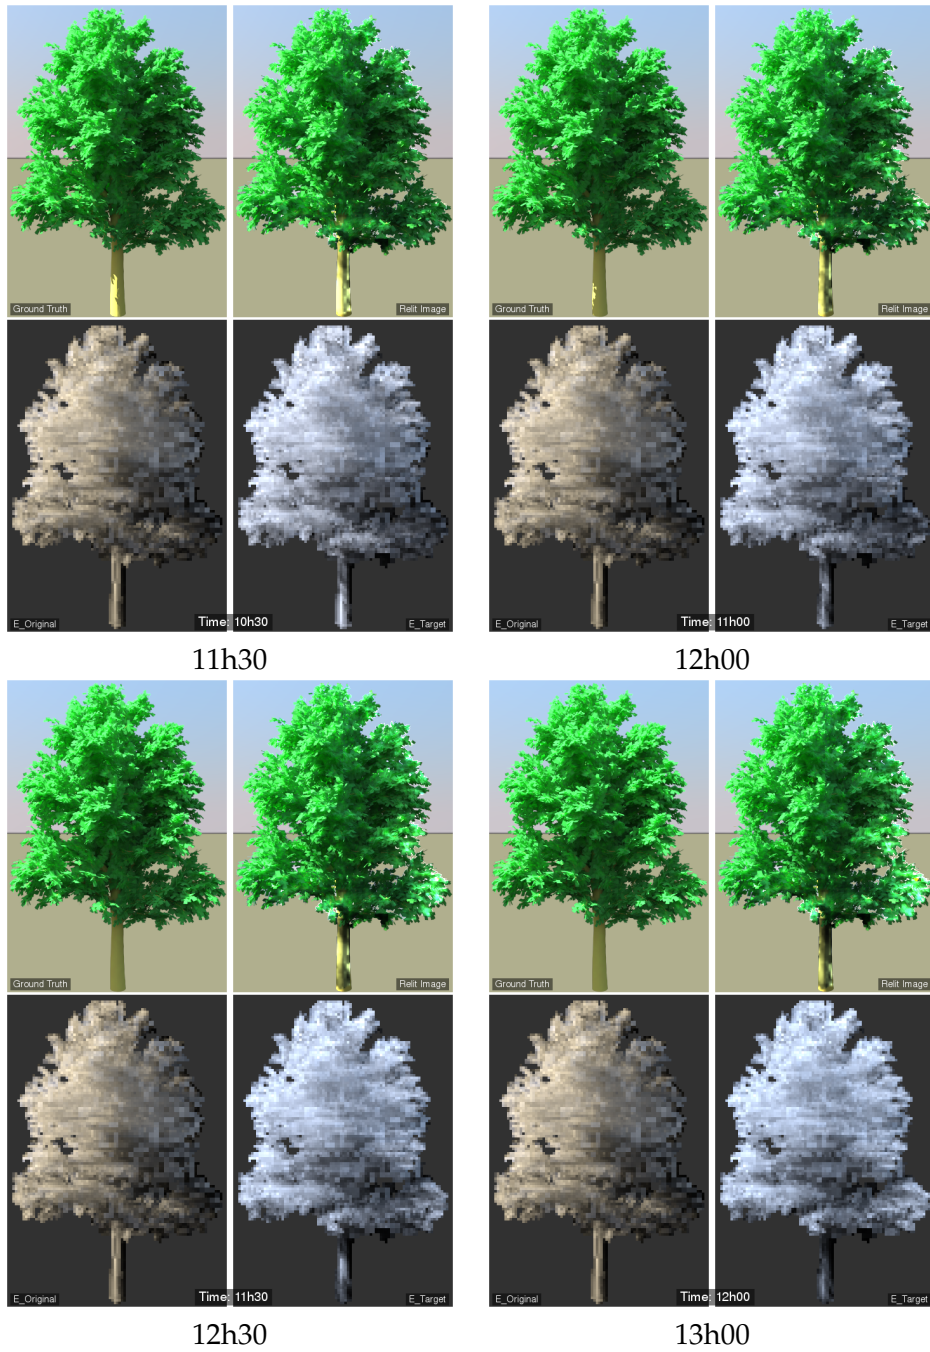 Ground Truth Relit Image Ground Truth Relit Image
E_Original Time: 10h30 E_Target E_Original Time: 11h00 E_Target
11h30 12h00
Ground Truth Relit Image Ground Truth Relit Image
E_Original Time: 11h30 E_Target E_Original Time: 12h00 E_Target
12h30 13h00